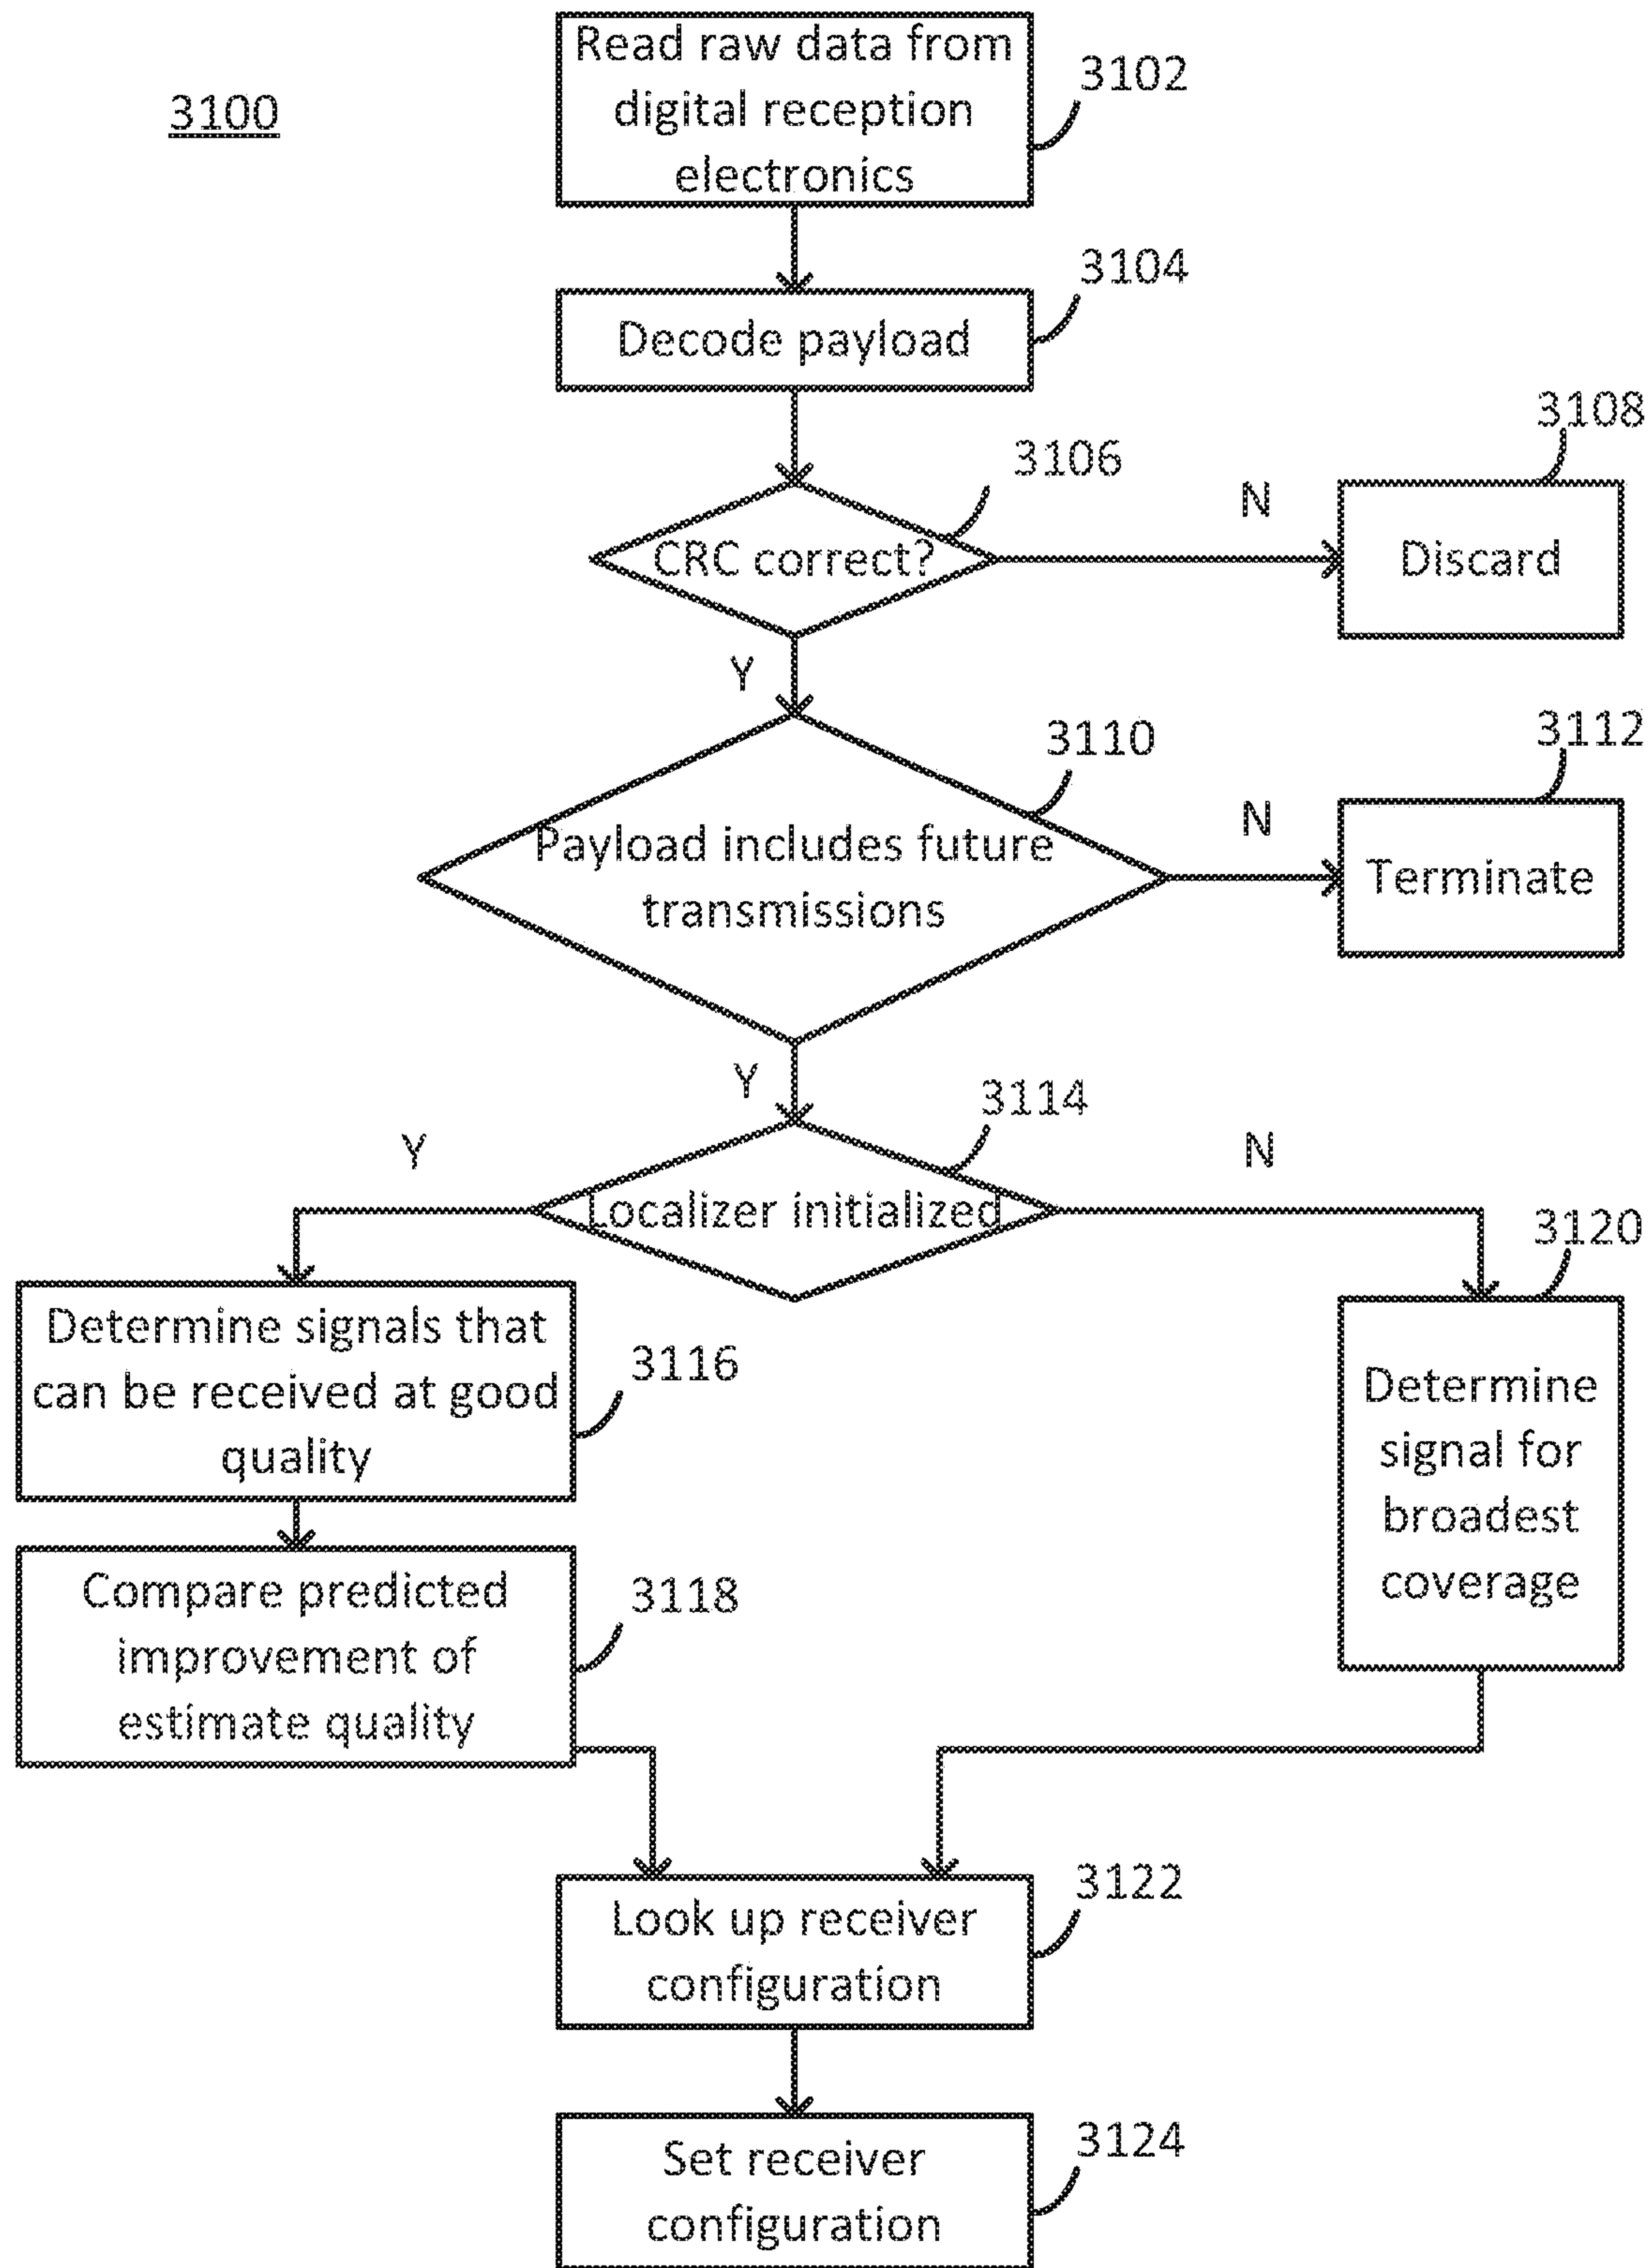 3100
Read raw data from
digital reception
electronics
3102
Decode payload
3104
CRC correct?
3106
N
Discard
3108
Y
Payload includes future
transmissions
3110
N
Terminate
3112
Y
Localizer initialized
3114
Y
N
Determine signals that
can be received at good
quality
3116
Compare predicted
improvement of
estimate quality
3118
Determine
signal for
broadest
coverage
3120
Look up receiver
configuration
3122
Set receiver
configuration
3124